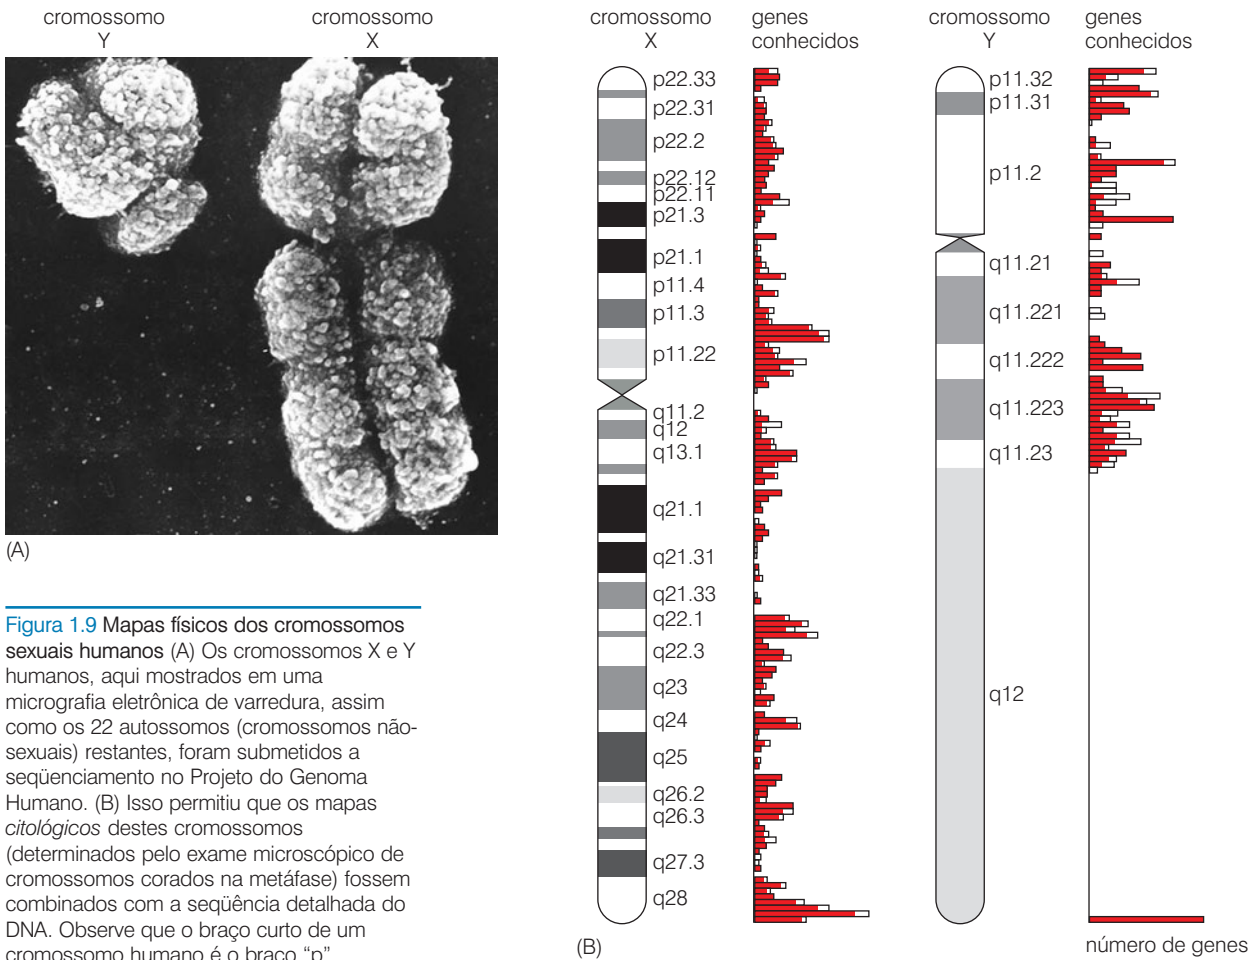 cromossomo
Y
cromossomo
X
(A)
Figura 1.9 Mapas físicos dos cromossomos
sexuais humanos (A) Os cromossomos X e Y
humanos, aqui mostrados em uma
micrografia eletrônica de varredura, assim
como os 22 autossomos (cromossomos não-
sexuais) restantes, foram submetidos a
seqüenciamento no Projeto do Genoma
Humano. (B) Isso permitiu que os mapas
citológicos destes cromossomos
(determinados pelo exame microscópico de
cromossomos corados na metáfase) fossem
combinados com a seqüência detalhada do
DNA. Observe que o braço curto de um
cromossomo humano é o braço “p”
cromossomo
X
genes
conhecidos
p22.33
p22.31
p22.2
p22.12
p22.11
p21.3
p21.1
p11.4
p11.3
p11.22
q11.2
q12
q13.1
q21.1
q21.31
q21.33
q22.1
q22.3
q23
q24
q25
q26.2
q26.3
q27.3
q28
(B)
cromossomo
Y
genes
conhecidos
p11.32
p11.31
p11.2
q11.21
q11.221
q11.222
q11.223
q11.23
q12
número de genes